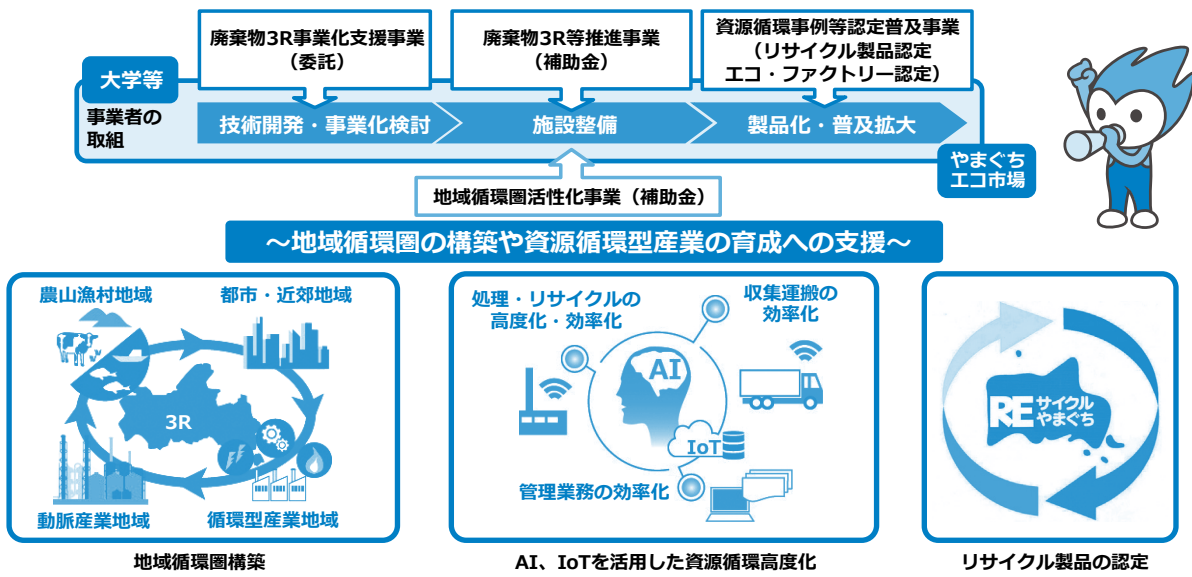 廃棄物3R事業化支援事業
（委託）
廃棄物3R等推進事業
（補助金）
資源循環事例等認定普及事業
（リサイクル製品認定
エコ・ファクトリー認定）
大学等
事業者の
取組
技術開発・事業化検討
施設整備
製品化・普及拡大
やまぐち
エコ市場
地域循環圏活性化事業（補助金）
～地域循環圏の構築や資源循環型産業の育成への支援～
農山漁村地域
都市・近郊地域
3R
動脈産業地域
循環型産業地域
地域循環圏構築
処理・リサイクルの
高度化・効率化
収集運搬の
効率化
AI
IoT
管理業務の効率化
AI、IoTを活用した資源循環高度化
RE サイクル
やまぐち
リサイクル製品の認定